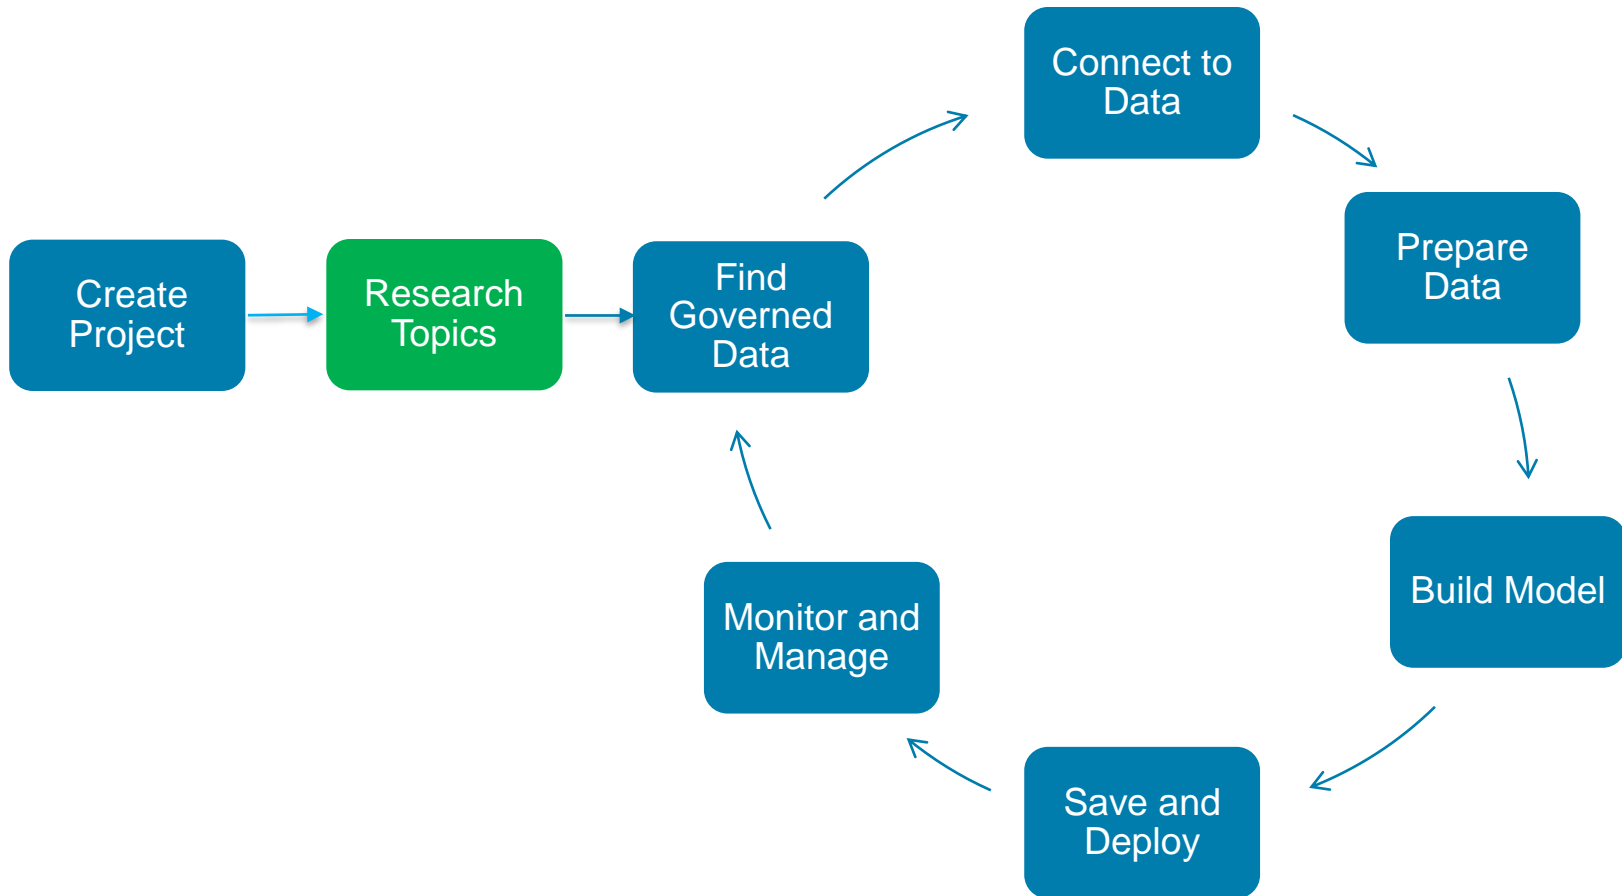 Create
Project
Research
Topics
Find
Governed
Data
Connect to
Data
Prepare
Data
Build Model
Save and
Deploy
Monitor and
Manage